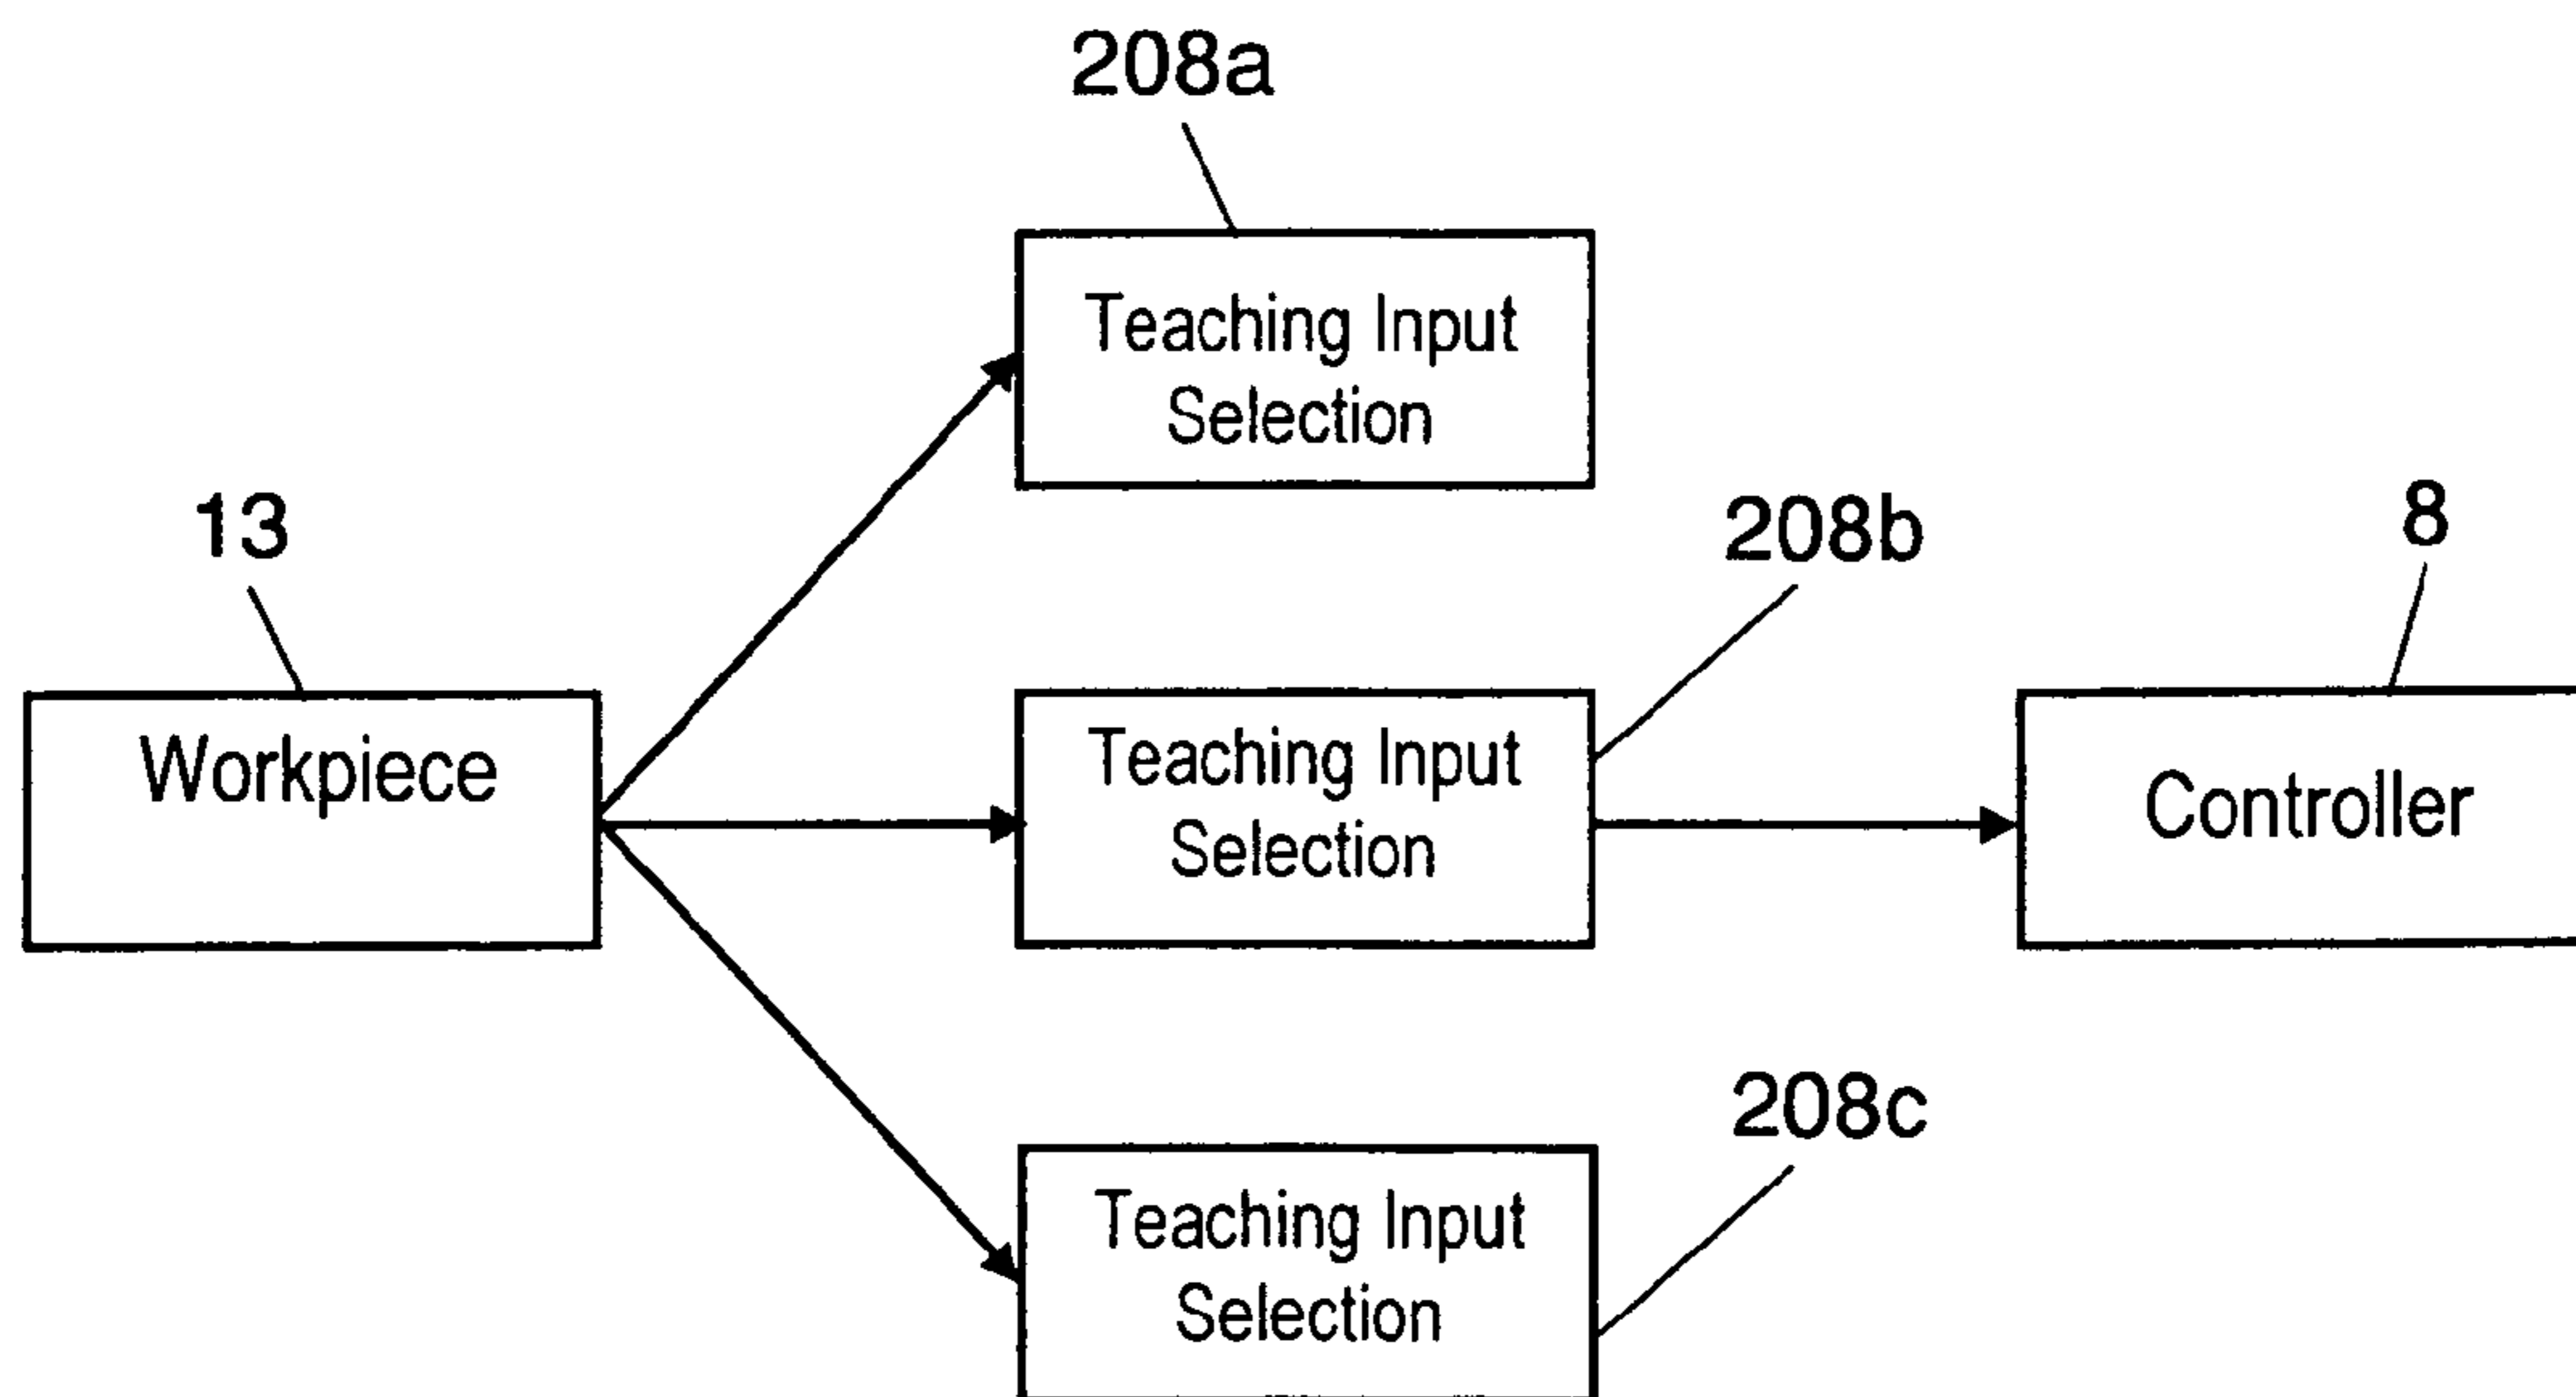 208a
Teaching Input
Selection
13
208b
8
Workpiece
Teaching Input
Selection
Controller
208c
Teaching Input
Selection